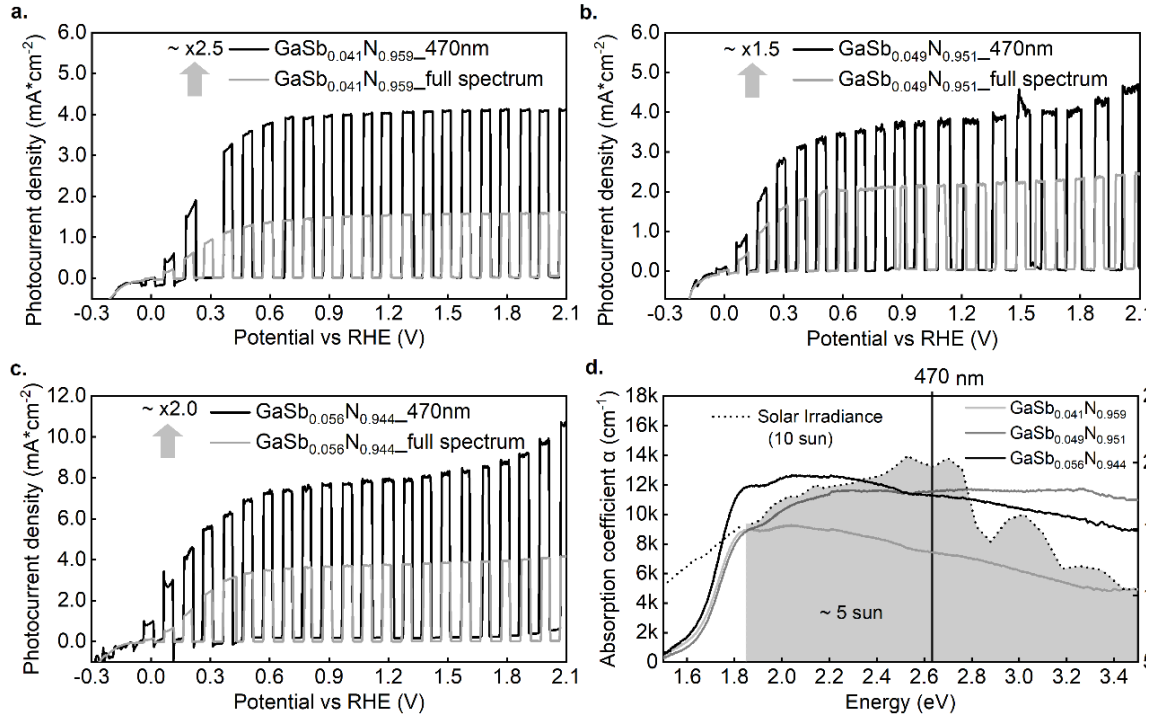 a.
Photocurrent density (mA*cm⁻²)
6.0
5.0
4.0
3.0
2.0
1.0
0.0
~ x2.5
GaSb₀.₀₄₁N₀.₉₅₉_470nm
GaSb₀.₀₄₁N₀.₉₅₉_full spectrum
-0.3 0.0 0.3 0.6 0.9 1.2 1.5 1.8 2.1
Potential vs RHE (V)
b.
Photocurrent density (mA*cm⁻²)
6.0
5.0
4.0
3.0
2.0
1.0
0.0
~ x1.5
GaSb₀.₀₄₉N₀.₉₅₁_470nm
GaSb₀.₀₄₉N₀.₉₅₁_full spectrum
-0.3 0.0 0.3 0.6 0.9 1.2 1.5 1.8 2.1
Potential vs RHE (V)
c.
Photocurrent density (mA*cm⁻²)
12.0
10.0
8.0
6.0
4.0
2.0
0.0
~ x2.0
GaSb₀.₀₅₆N₀.₉₄₄_470nm
GaSb₀.₀₅₆N₀.₉₄₄_full spectrum
-0.3 0.0 0.3 0.6 0.9 1.2 1.5 1.8 2.1
Potential vs RHE (V)
d.
470 nm
Absorption coefficient α (cm⁻¹)
18k
16k
14k
12k
10k
8k
6k
4k
2k
0
Solar Irradiance
(10 sun)
GaSb₀.₀₄₁N₀.₉₅₉
GaSb₀.₀₄₉N₀.₉₅₁
GaSb₀.₀₅₆N₀.₉₄₄
~ 5 sun
1.6 1.8 2.0 2.2 2.4 2.6 2.8 3.0 3.2 3.4
Energy (eV)